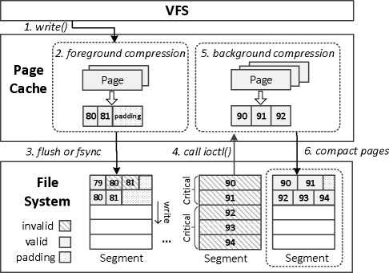 VFS
1. write()
Page Cache
2. foreground compression
Page
80 81 padding
5. background compression
Page
90 91 92
3. flush or fsync
4. call ioctl()
6. compact pages
File System
invalid
valid
padding
79 80 81
80 81
write
...
Segment
Critical
Critical
90
91
92
93
94
Segment
90 91
92 93 94
Segment